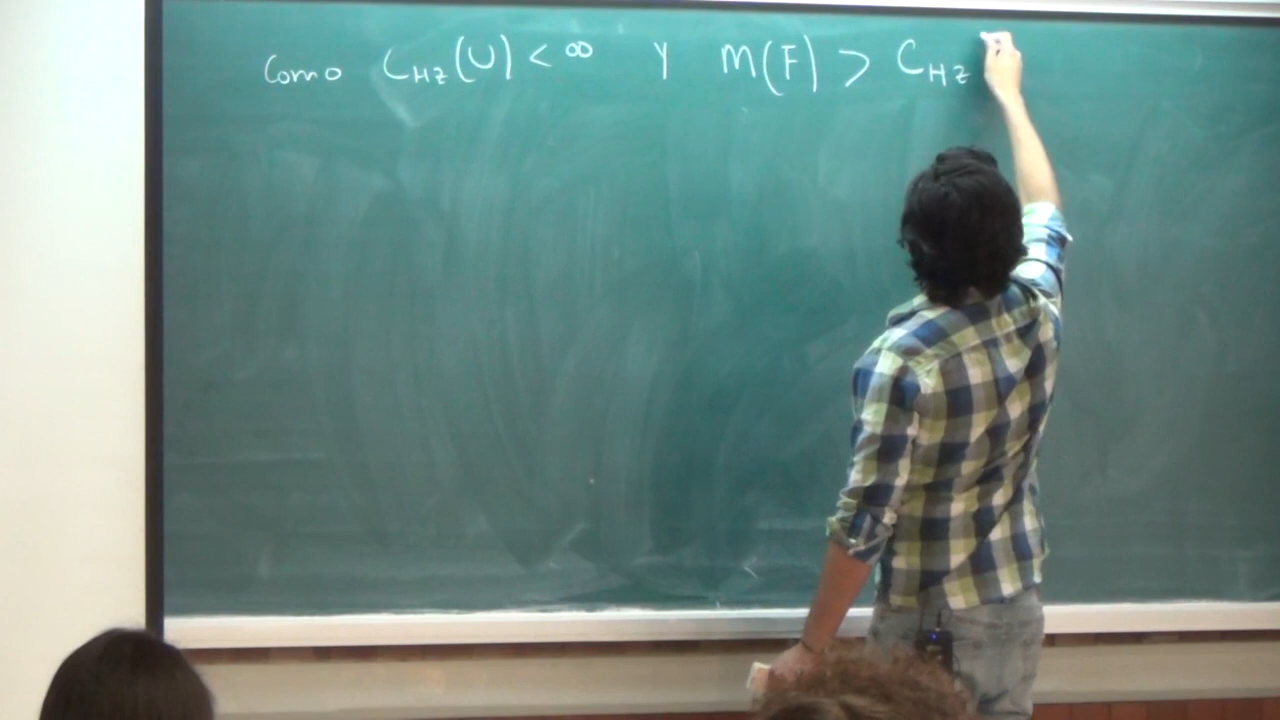 Como C_HZ(U) < ∞ y m(F) > C_HZ